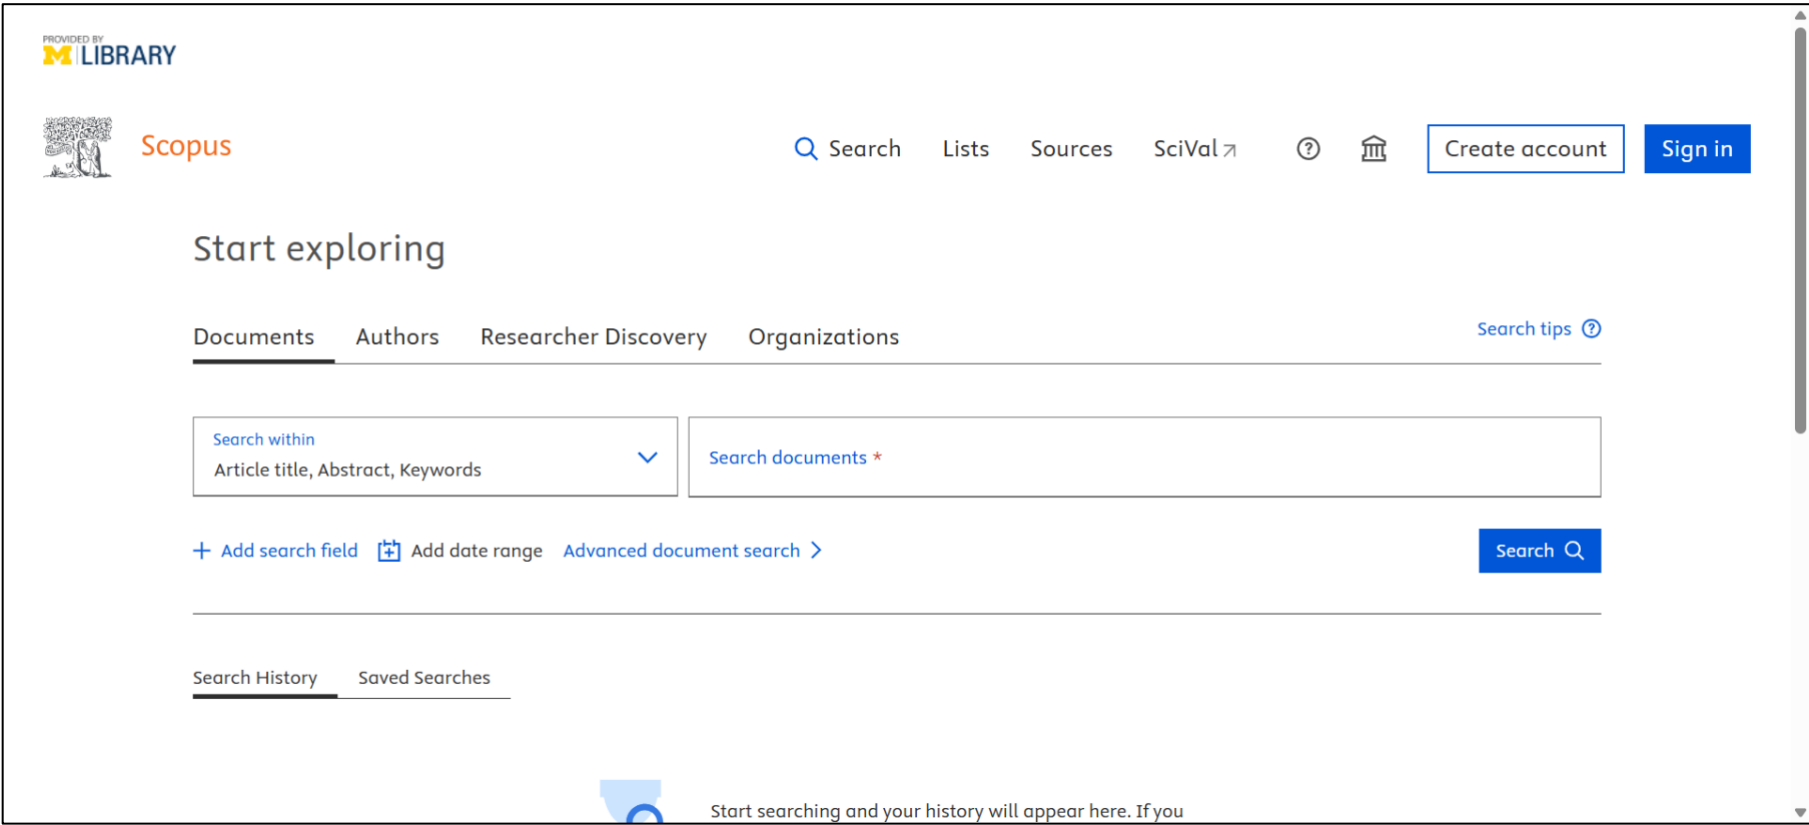 PROVIDED BY
M LIBRARY
Scopus
Search Lists Sources SciVal Create account Sign in
Start exploring
Documents Authors Researcher Discovery Organizations Search tips
Search within
Article title, Abstract, Keywords
Search documents *
Add search field Add date range Advanced document search Search
Search History Saved Searches
Start searching and your history will appear here. If you